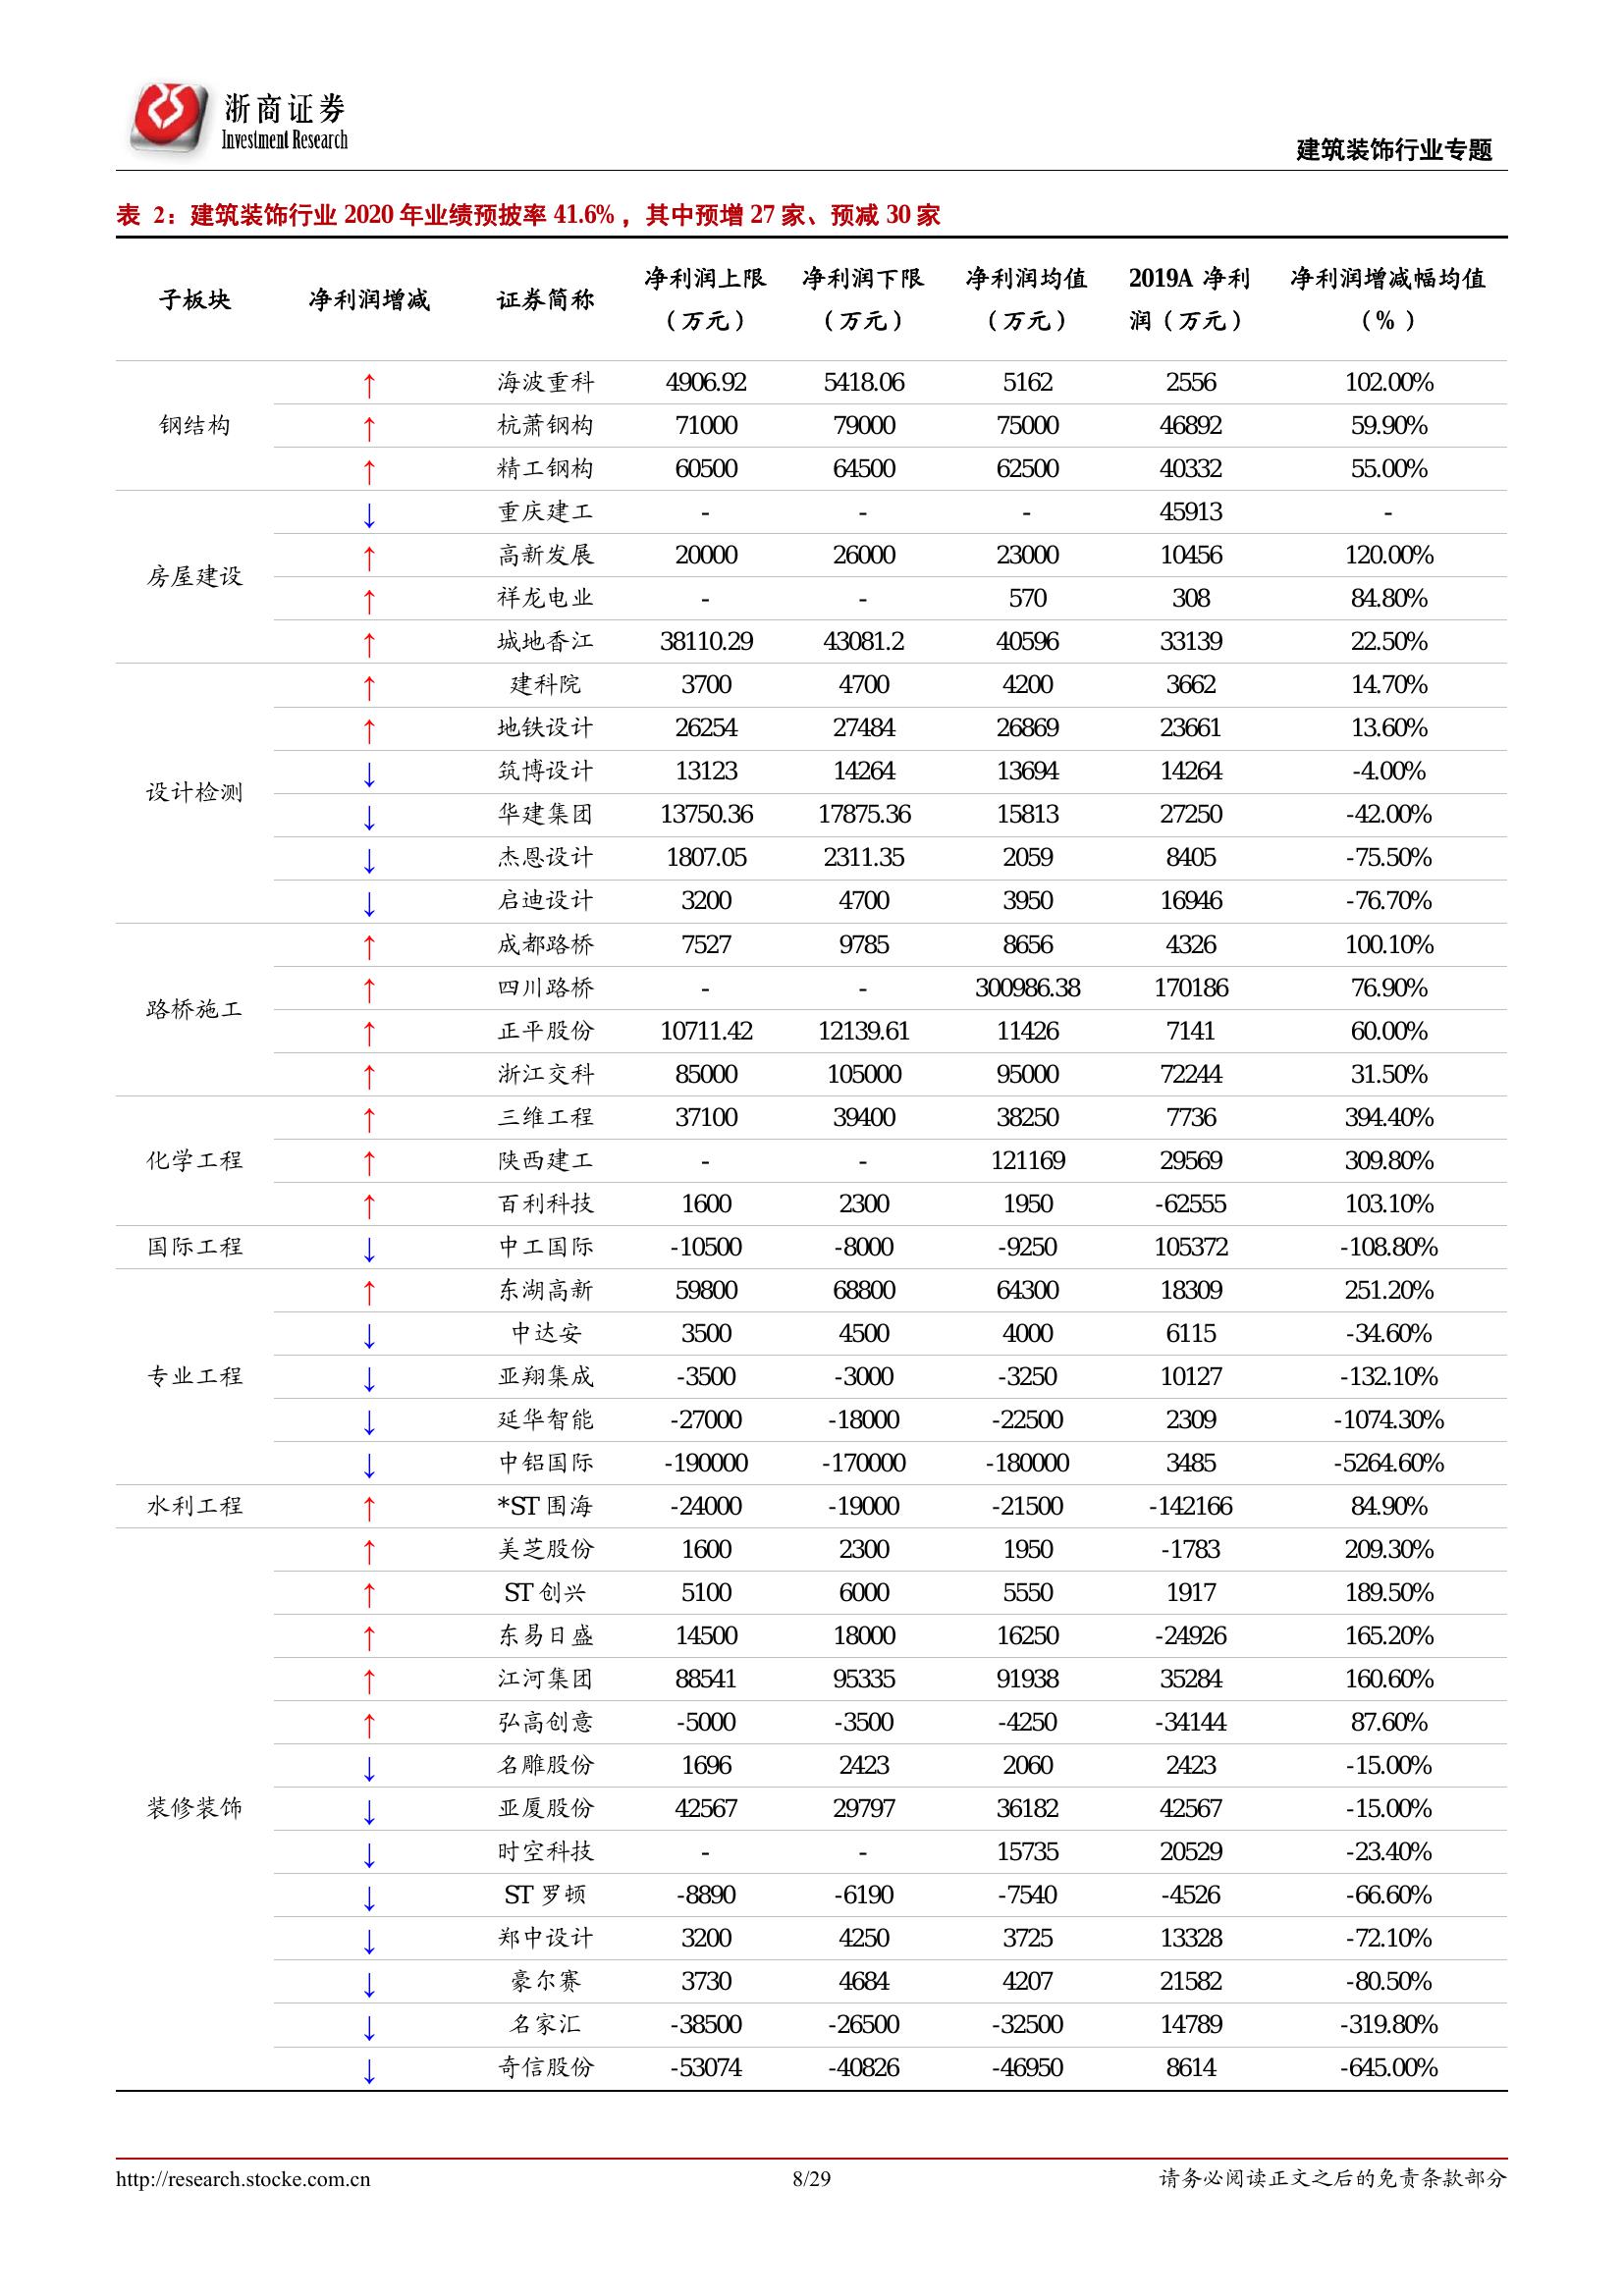 浙商证券
Investment Research
建筑装饰行业专题
表 2：建筑装饰行业 2020 年业绩预披率 41.6%，其中预增 27 家、预减 30 家
子板块 净利润增减 证券简称 净利润上限（万元） 净利润下限（万元） 净利润均值（万元） 2019A 净利润（万元） 净利润增减幅均值（%）
钢结构 ↑ 海波重科 4906.92 5418.06 5162 2556 102.00%
↑ 杭萧钢构 71000 79000 75000 46892 59.90%
↑ 精工钢构 60500 64500 62500 40332 55.00%
房屋建设 ↓ 重庆建工 - - - 45913 -
↑ 高新发展 20000 26000 23000 10456 120.00%
↑ 祥龙电业 - - 570 308 84.80%
↑ 城地香江 38110.29 43081.2 40596 33139 22.50%
设计检测 ↑ 建科院 3700 4700 4200 3662 14.70%
↑ 地铁设计 26254 27484 26869 23661 13.60%
↓ 筑博设计 13123 14264 13694 14264 -4.00%
↓ 华建集团 13750.36 17875.36 15813 27250 -42.00%
↓ 杰恩设计 1807.05 2311.35 2059 8405 -75.50%
↓ 启迪设计 3200 4700 3950 16946 -76.70%
路桥施工 ↑ 成都路桥 7527 9785 8656 4326 100.10%
↑ 四川路桥 - - 300986.38 170186 76.90%
↑ 正平股份 10711.42 12139.61 11426 7141 60.00%
↑ 浙江交科 85000 105000 95000 72244 31.50%
化学工程 ↑ 三维工程 37100 39400 38250 7736 394.40%
↑ 陕西建工 - - 121169 29569 309.80%
↑ 百利科技 1600 2300 1950 -62555 103.10%
国际工程 ↓ 中工国际 -10500 -8000 -9250 105372 -108.80%
专业工程 ↑ 东湖高新 59800 68800 64300 18309 251.20%
↓ 中达安 3500 4500 4000 6115 -34.60%
↓ 亚翔集成 -3500 -3000 -3250 10127 -132.10%
↓ 延华智能 -27000 -18000 -22500 2309 -1074.30%
↓ 中铝国际 -190000 -170000 -180000 3485 -5264.60%
水利工程 ↑ *ST 围海 -24000 -19000 -21500 -142166 84.90%
装修装饰 ↑ 美芝股份 1600 2300 1950 -1783 209.30%
↑ ST 创兴 5100 6000 5550 1917 189.50%
↑ 东易日盛 14500 18000 16250 -24926 165.20%
↑ 江河集团 88541 95335 91938 35284 160.60%
↑ 弘高创意 -5000 -3500 -4250 -34144 87.60%
↓ 名雕股份 1696 2423 2060 2423 -15.00%
↓ 亚厦股份 42567 29797 36182 42567 -15.00%
↓ 时空科技 - - 15735 20529 -23.40%
↓ ST 罗顿 -8890 -6190 -7540 -4526 -66.60%
↓ 郑中设计 3200 4250 3725 13328 -72.10%
↓ 豪尔赛 3730 4684 4207 21582 -80.50%
↓ 名家汇 -38500 -26500 -32500 14789 -319.80%
↓ 奇信股份 -53074 -40826 -46950 8614 -645.00%
http://research.stocke.com.cn 8/29 请务必阅读正文之后的免责条款部分